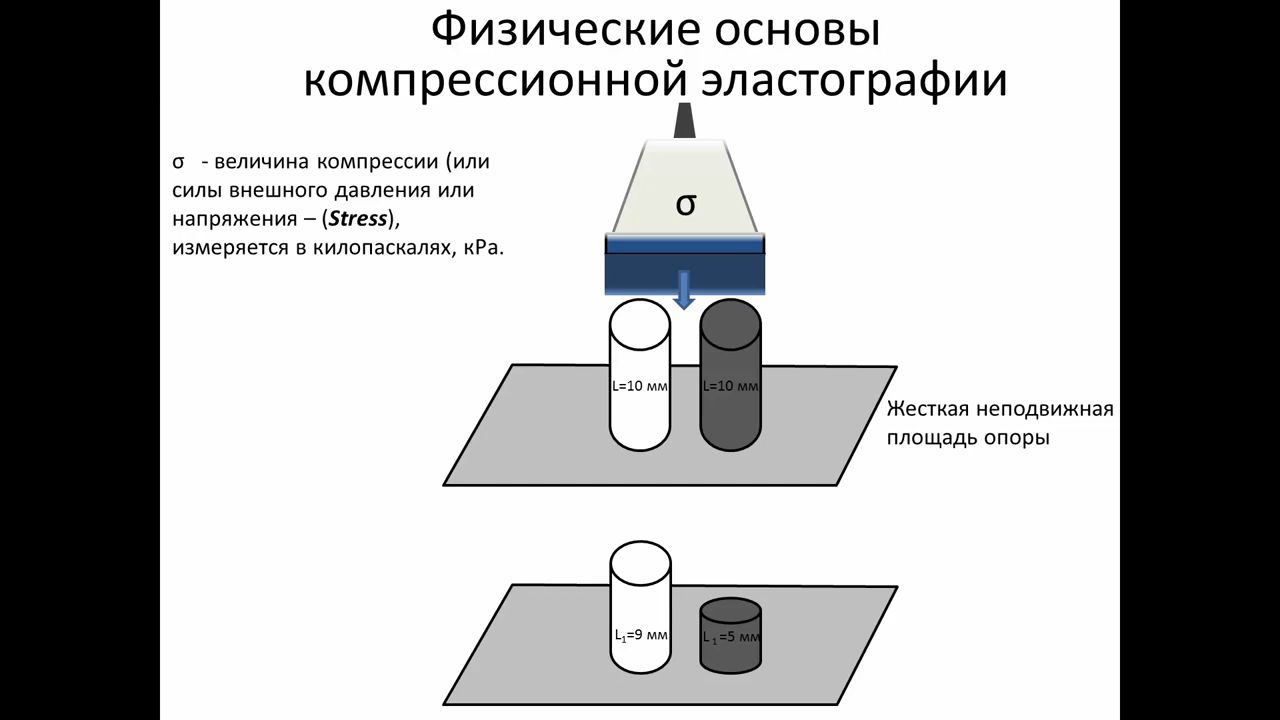 Физические основы
компрессионной эластографии
σ - величина компрессии (или
силы внешного давления или
напряжения – (Stress),
измеряется в килопаскалях, кPa.
σ
L=10 мм
L=10 мм
Жесткая неподвижная
площадь опоры
L₁=9 мм
L₁=5 мм